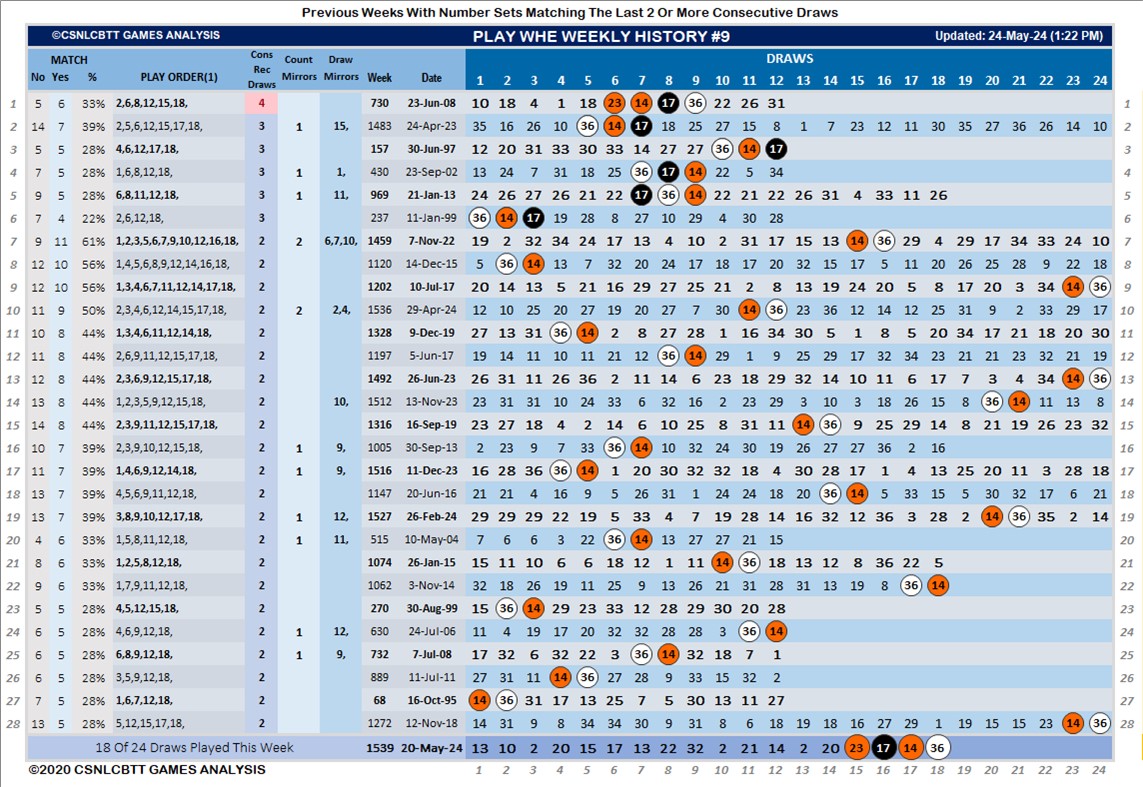 Previous Weeks With Number Sets Matching The Last 2 Or More Consecutive Draws
©CSNLCBTT GAMES ANALYSIS PLAY WHE WEEKLY HISTORY #9 Updated: 24-May-24 (1:22 PM)
MATCH Cons Rec Draws Count Mirrors Draw Mirrors DRAWS
No Yes % PLAY ORDER(1) Week Date 1 2 3 4 5 6 7 8 9 10 11 12 13 14 15 16 17 18 19 20 21 22 23 24
1 5 6 33% 2,6,8,12,15,18, 4 730 23-Jun-08 10 18 4 1 18 23 14 17 36 22 26 31 1
2 14 7 39% 2,5,6,12,15,17,18, 3 1 15, 1483 24-Apr-23 35 16 26 10 36 14 17 18 25 27 15 8 1 7 23 12 11 30 35 27 36 26 14 10 2
3 5 5 28% 4,6,12,17,18, 3 157 30-Jun-97 12 20 31 33 30 33 14 27 27 36 14 17 3
4 7 5 28% 1,6,8,12,18, 3 1 1, 430 23-Sep-02 13 24 7 31 18 25 36 17 14 22 5 34 4
5 9 5 28% 6,8,11,12,18, 3 1 11, 969 21-Jan-13 24 26 27 26 21 22 17 36 14 22 21 22 26 31 4 33 11 26 5
6 7 4 22% 2,6,12,18, 3 237 11-Jan-99 36 14 17 19 28 8 27 10 29 4 30 28 6
7 9 11 61% 1,2,3,5,6,7,9,10,12,16,18, 2 2 6,7,10, 1459 7-Nov-22 19 2 32 34 24 17 13 4 10 2 31 17 15 13 14 36 29 4 29 17 34 33 24 10 7
8 12 10 56% 1,4,5,6,8,9,12,14,16,18, 2 1120 14-Dec-15 5 36 14 13 7 32 20 24 17 18 17 20 32 15 17 5 11 20 26 25 28 9 22 18 8
9 12 10 56% 1,3,4,6,7,11,12,14,17,18, 2 1202 10-Jul-17 20 14 13 5 21 16 29 27 25 21 2 8 13 19 24 20 5 8 17 20 3 34 14 36 9
10 11 9 50% 2,3,4,6,12,14,15,17,18, 2 2 2,4, 1536 29-Apr-24 12 10 25 20 27 19 20 27 7 30 14 36 23 36 12 14 12 25 31 9 2 33 29 17 10
11 10 8 44% 1,3,4,6,11,12,14,18, 2 1328 9-Dec-19 27 13 31 36 14 2 8 27 28 1 16 34 30 5 1 8 5 20 34 17 21 18 20 30 11
12 11 8 44% 2,6,9,11,12,15,17,18, 2 1197 5-Jun-17 19 14 11 10 11 21 12 36 14 29 1 9 25 29 17 32 34 23 21 21 23 32 21 19 12
13 12 8 44% 2,3,6,9,12,15,17,18, 2 1492 26-Jun-23 26 31 11 26 36 2 11 14 6 23 18 29 32 14 10 11 6 17 7 3 4 34 14 36 13
14 13 8 44% 1,2,3,5,9,12,15,18, 2 10, 1512 13-Nov-23 23 31 31 10 24 33 6 32 16 2 23 29 3 10 3 18 26 15 8 36 14 11 13 8 14
15 14 8 44% 2,3,9,11,12,15,17,18, 2 1316 16-Sep-19 23 27 18 4 2 14 6 10 25 8 31 11 14 36 9 25 29 14 8 21 19 26 23 32 15
16 10 7 39% 2,3,9,10,12,15,18, 2 1 9, 1005 30-Sep-13 2 23 9 7 33 36 14 10 32 24 30 19 26 27 27 36 2 16 16
17 11 7 39% 1,4,6,9,12,14,18, 2 1 9, 1516 11-Dec-23 16 28 36 36 14 1 20 30 32 32 18 4 30 28 17 1 4 13 25 20 11 3 28 18 17
18 13 7 39% 4,5,6,9,11,12,18, 2 1147 20-Jun-16 21 21 4 16 9 5 26 31 1 24 24 18 20 36 14 5 33 15 5 30 32 17 6 21 18
19 13 7 39% 3,8,9,10,12,17,18, 2 1 12, 1527 26-Feb-24 29 29 29 22 19 5 33 4 7 19 28 14 16 32 12 36 3 28 2 14 36 35 2 14 19
20 4 6 33% 1,5,8,11,12,18, 2 1 11, 515 10-May-04 7 6 6 3 22 36 14 13 27 27 21 15 20
21 8 6 33% 1,2,5,8,12,18, 2 1074 26-Jan-15 15 11 10 6 6 18 12 1 11 14 36 18 13 12 8 36 22 5 21
22 9 6 33% 1,7,9,11,12,18, 2 1062 3-Nov-14 32 18 26 19 11 25 9 13 26 21 31 28 31 13 19 8 36 14 22
23 5 5 28% 4,5,12,15,18, 2 270 30-Aug-99 15 36 14 29 23 33 12 28 29 30 20 28 23
24 6 5 28% 4,6,9,12,18, 2 1 12, 630 24-Jul-06 11 4 19 17 20 32 32 28 28 3 36 14 24
25 6 5 28% 6,8,9,12,18, 2 1 9, 732 7-Jul-08 17 32 6 32 22 3 36 14 32 18 7 1 25
26 6 5 28% 3,5,9,12,18, 2 889 11-Jul-11 27 31 11 14 36 27 28 9 33 15 32 2 26
27 7 5 28% 1,6,7,12,18, 2 68 16-Oct-95 14 36 31 17 13 25 7 5 30 13 11 27 27
28 13 5 28% 5,12,15,17,18, 2 1272 12-Nov-18 14 31 9 8 34 34 30 9 31 8 6 18 19 18 16 27 29 1 19 15 15 23 14 36 28
18 Of 24 Draws Played This Week 1539 20-May-24 13 10 2 20 15 17 13 22 32 2 21 14 2 20 23 17 14 36
©2020 CSNLCBTT GAMES ANALYSIS 1 2 3 4 5 6 7 8 9 10 11 12 13 14 15 16 17 18 19 20 21 22 23 24